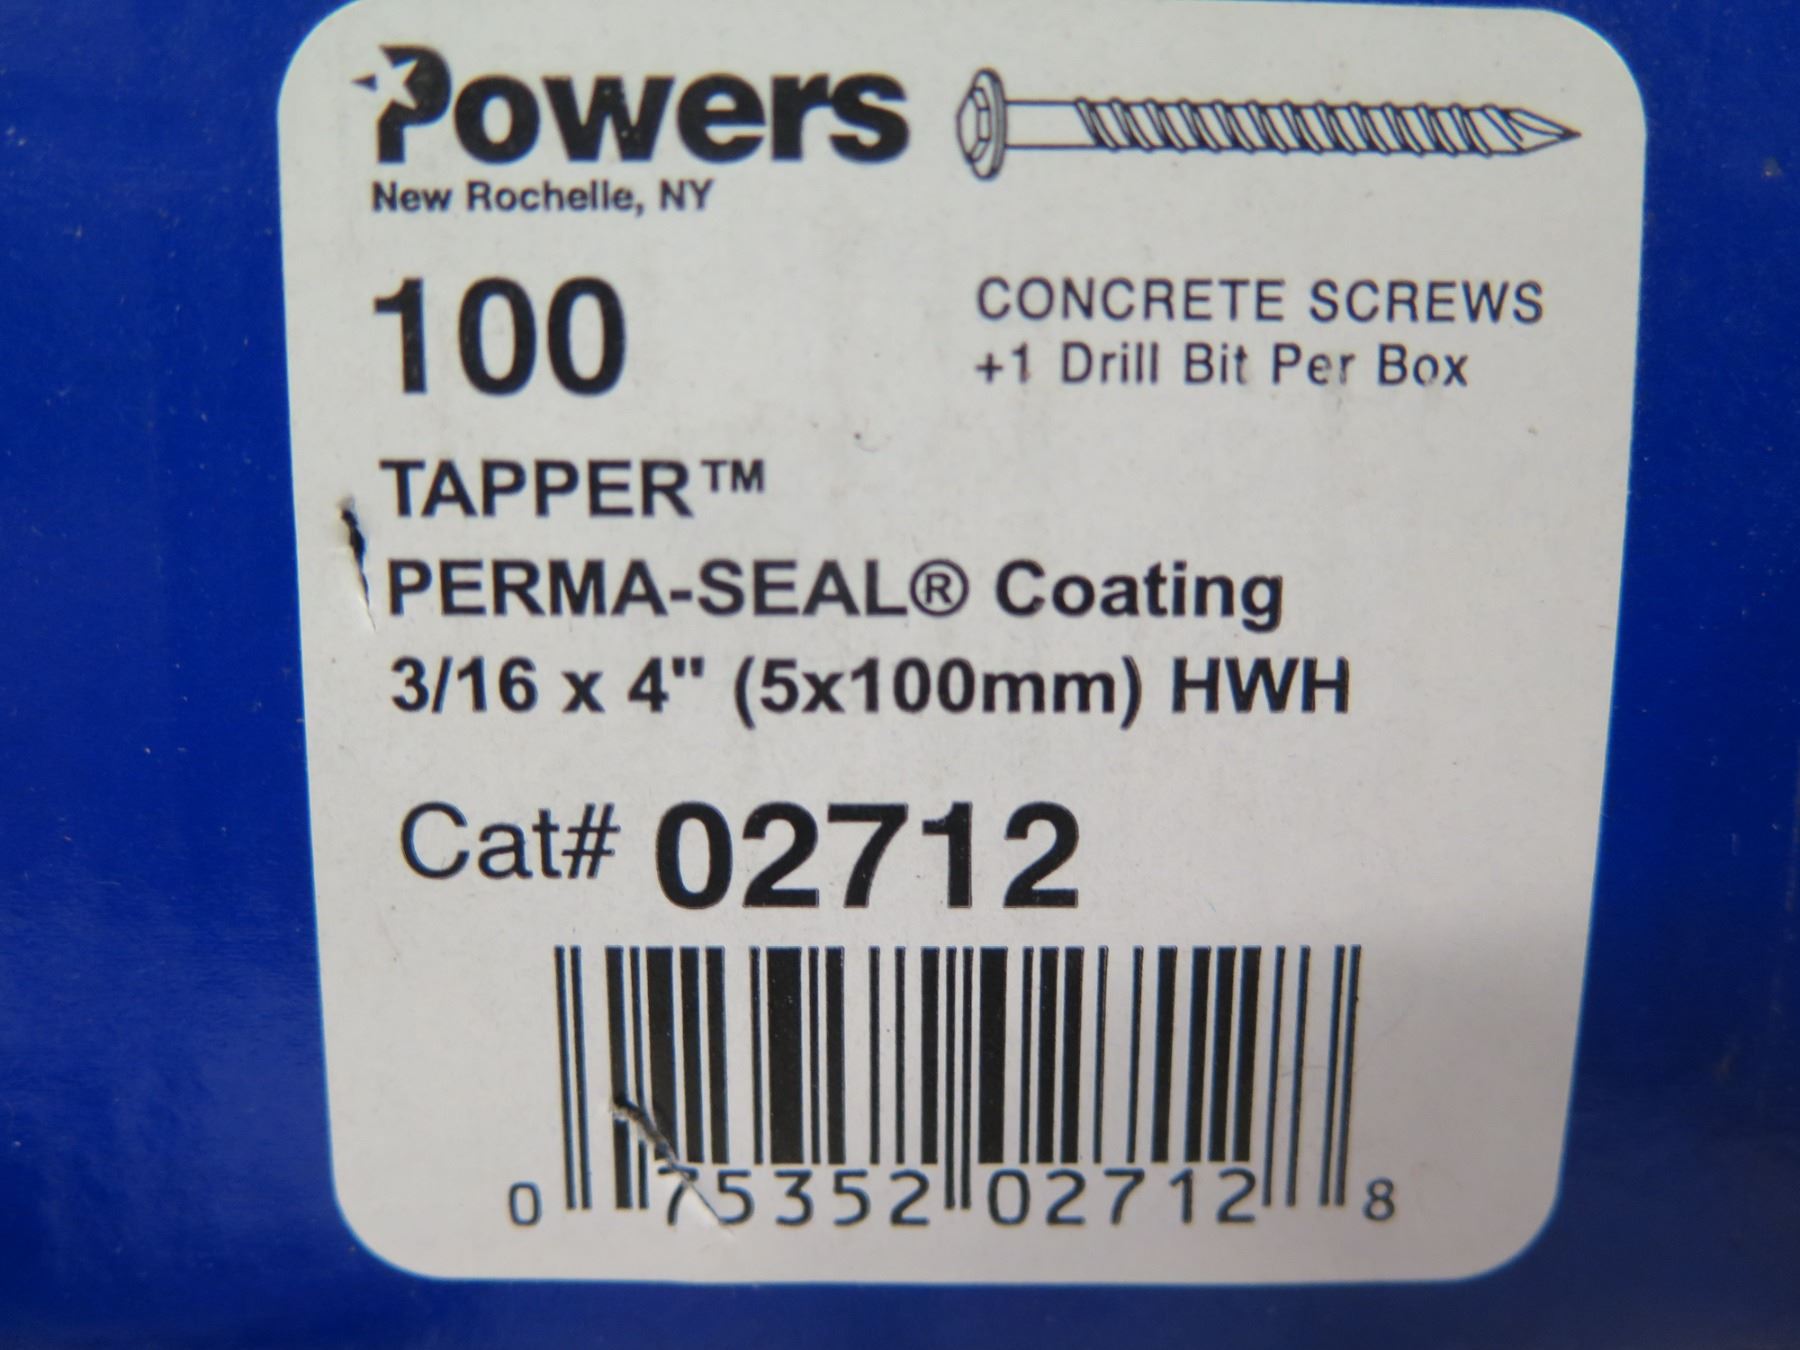 Powers
New Rochelle, NY
100
CONCRETE SCREWS
+1 Drill Bit Per Box
TAPPER™
PERMA-SEAL® Coating
3/16 x 4" (5x100mm) HWH
Cat# 02712
0 75352 02712 8